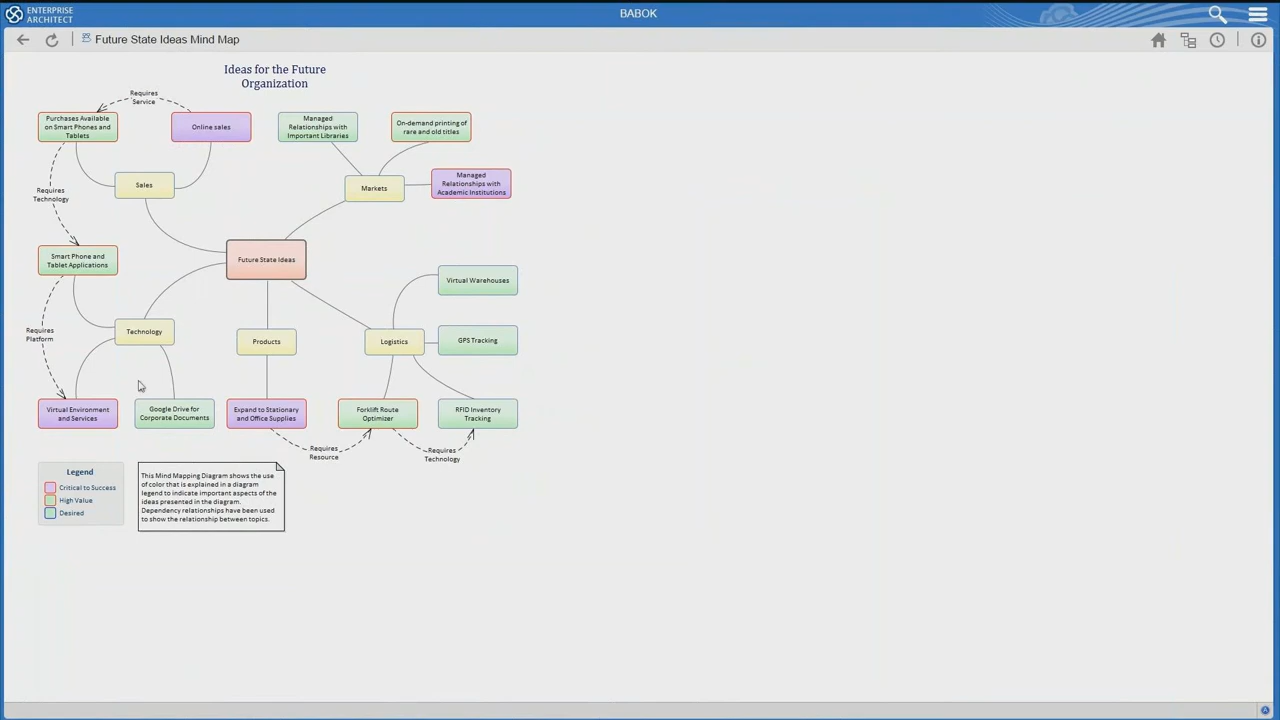 ENTERPRISE
ARCHITECT
BABOK
Future State Ideas Mind Map
Ideas for the Future
Organization
Requires
Service
Purchases Available
on Smart Phones and
Tablets
Online sales
Managed
Relationships with
Important Libraries
On-demand printing of
rare and old titles
Sales
Markets
Managed
Relationships with
Academic Institutions
Requires
Technology
Smart Phone and
Tablet Applications
Future State Ideas
Virtual Warehouses
Requires
Platform
Technology
Products
Logistics
GPS Tracking
Virtual Environment
and Services
Google Drive for
Corporate Documents
Expand to Stationary
and Office Supplies
Forklift Route
Optimizer
RFID Inventory
Tracking
Requires
Resource
Requires
Technology
Legend
Critical to Success
High Value
Desired
This Mind Mapping Diagram shows the use
of color that is explained in a diagram
legend to indicate important aspects of the
ideas presented in the diagram.
Dependency relationships have been used
to show the relationship between topics.